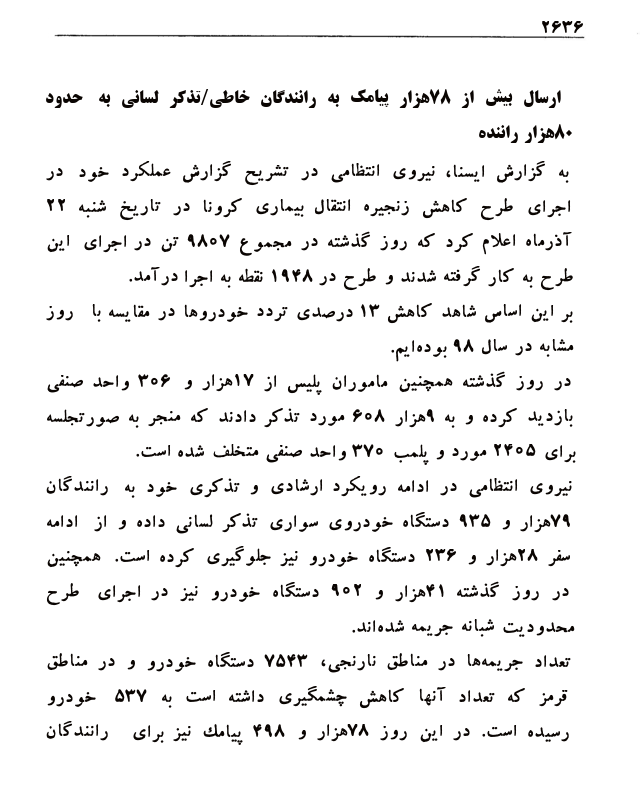 ۲۶۳۶
ارسال بیش از ۷۸هزار پیامک به رانندگان خاطی/تذکر لسانی به حدود
۸۰هزار راننده
به گزارش ایسنا، نیروی انتظامی در تشریح گزارش عملکرد خود در
اجرای طرح کاهش زنجیره انتقال بیماری کرونا در تاریخ شنبه ۲۲
آذرماه اعلام کرد که روز گذشته در مجموع ۹۸۰۷ تن در اجرای این
طرح به کار گرفته شدند و طرح در ۱۹۴۸ نقطه به اجرا درآمد.
بر این اساس شاهد کاهش ۱۳ درصدی تردد خودروها در مقایسه با روز
مشابه در سال ۹۸ بوده‌ایم.
در روز گذشته همچنین ماموران پلیس از ۱۷هزار و ۳۰۶ واحد صنفی
بازدید کرده و به ۹هزار ۶۰۸ مورد تذکر دادند که منجر به صورتجلسه
برای ۲۴۰۵ مورد و پلمب ۳۷۰ واحد صنفی متخلف شده است.
نیروی انتظامی در ادامه رویکرد ارشادی و تذکری خود به رانندگان
۷۹هزار و ۹۳۵ دستگاه خودروی سواری تذکر لسانی داده و از ادامه
سفر ۲۸هزار و ۲۳۶ دستگاه خودرو نیز جلوگیری کرده است. همچنین
در روز گذشته ۴۱هزار و ۹۰۲ دستگاه خودرو نیز در اجرای طرح
محدودیت شبانه جریمه شده‌اند.
تعداد جریمه‌ها در مناطق نارنجی، ۷۵۴۳ دستگاه خودرو و در مناطق
قرمز که تعداد آنها کاهش چشمگیری داشته است به ۵۳۷ خودرو
رسیده است. در این روز ۷۸هزار و ۴۹۸ پیامك نیز برای رانندگان